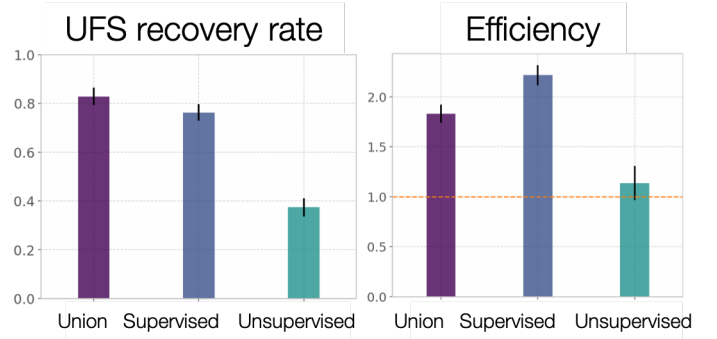 UFS recovery rate
1.0
0.8
0.6
0.4
0.2
0.0
Union Supervised Unsupervised
Efficiency
2.0
1.5
1.0
0.5
0.0
Union Supervised Unsupervised